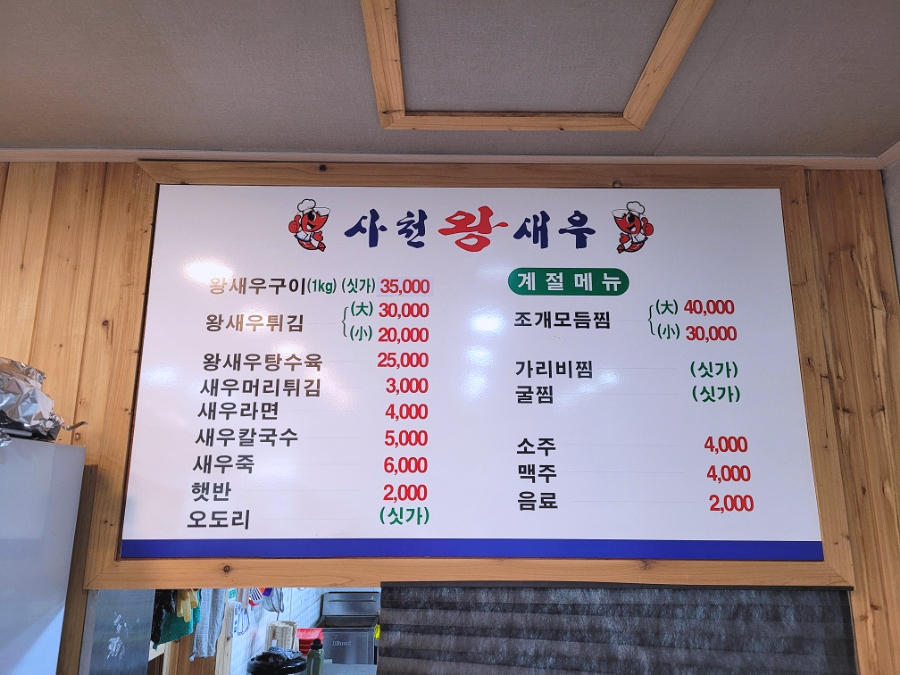 사천왕새우
왕새우구이(1kg) (싯가) 35,000
왕새우튀김 (大) 30,000
(小) 20,000
왕새우탕수육 25,000
새우머리튀김 3,000
새우라면 4,000
새우칼국수 5,000
새우죽 6,000
햇반 2,000
오도리 (싯가)
계절메뉴
조개모듬찜 (大) 40,000
(小) 30,000
가리비찜 (싯가)
굴찜 (싯가)
소주 4,000
맥주 4,000
음료 2,000